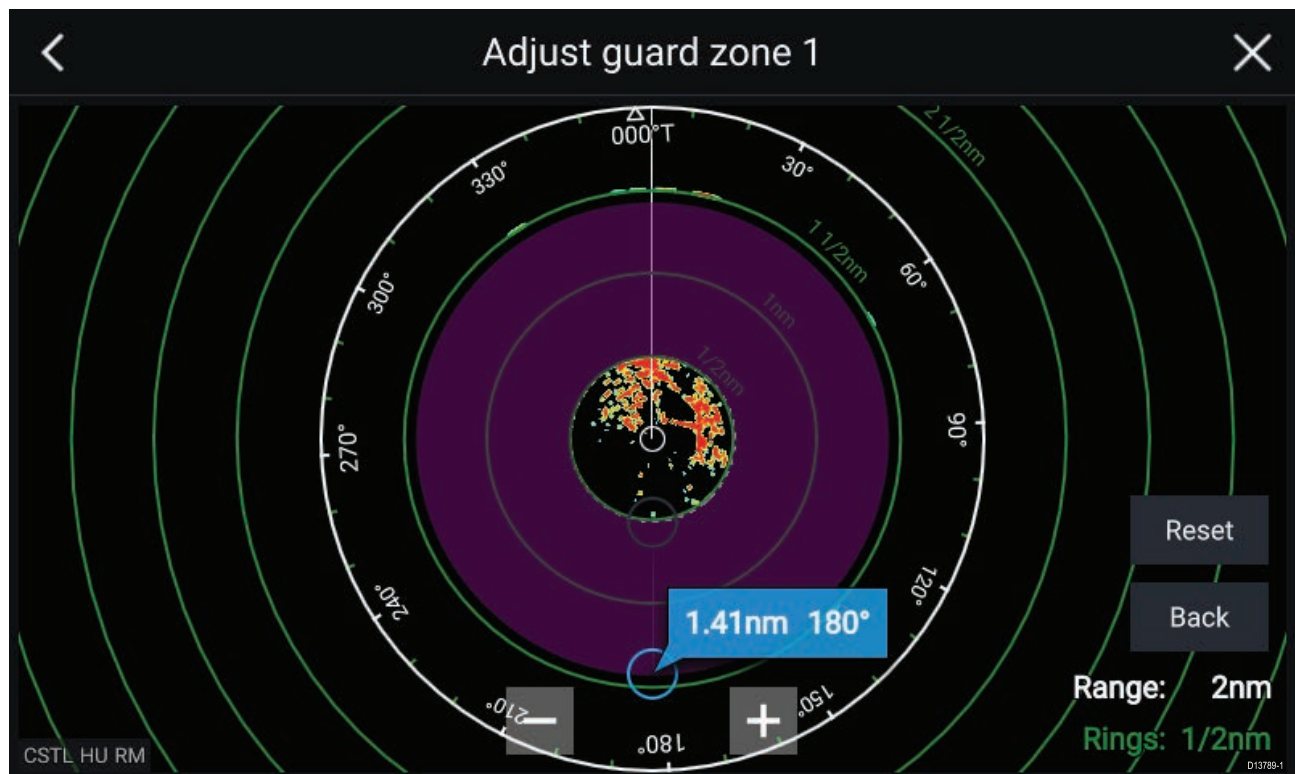 Adjust guard zone 1
000°T
330°
30°
2 1/2nm
1 1/2nm
300°
60°
1nm
1/2nm
270°
90°
Reset
240°
120°
Back
1.41nm 180°
Range: 2nm
210°
150°
Rings: 1/2nm
180°
CSTL HU RM
D13789-1